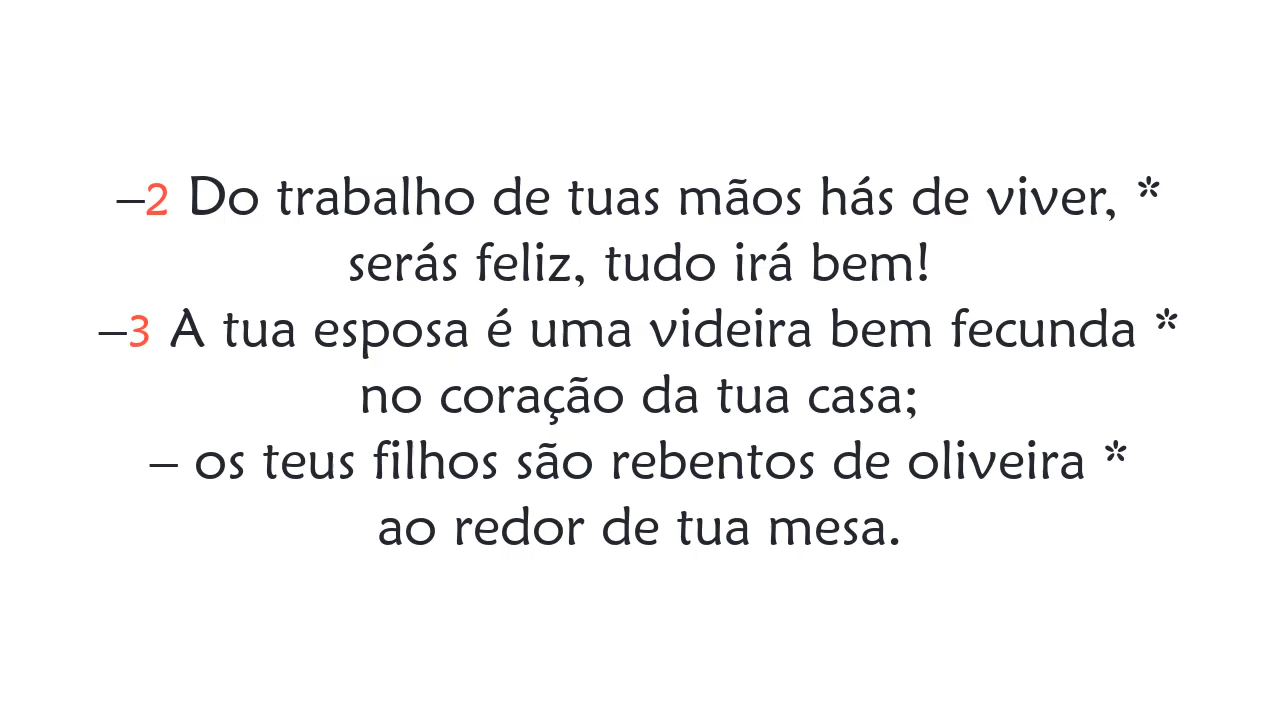 –2 Do trabalho de tuas mãos hás de viver, *
serás feliz, tudo irá bem!
–3 A tua esposa é uma videira bem fecunda *
no coração da tua casa;
– os teus filhos são rebentos de oliveira *
ao redor de tua mesa.